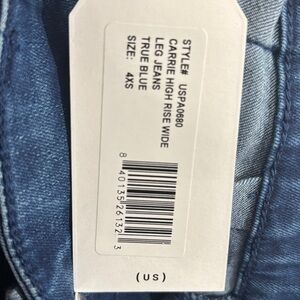 STYLE# USPA0680
CARRIE HIGH RISE WIDE
LEG JEANS
TRUE BLUE
SIZE: 4XS
8 40135 26132 3
(US)